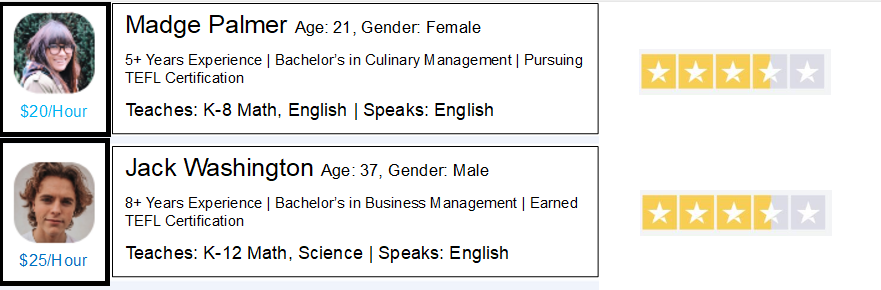 Madge Palmer Age: 21, Gender: Female
5+ Years Experience | Bachelor’s in Culinary Management | Pursuing
TEFL Certification
$20/Hour
Teaches: K-8 Math, English | Speaks: English
Jack Washington Age: 37, Gender: Male
8+ Years Experience | Bachelor’s in Business Management | Earned
TEFL Certification
$25/Hour
Teaches: K-12 Math, Science | Speaks: English